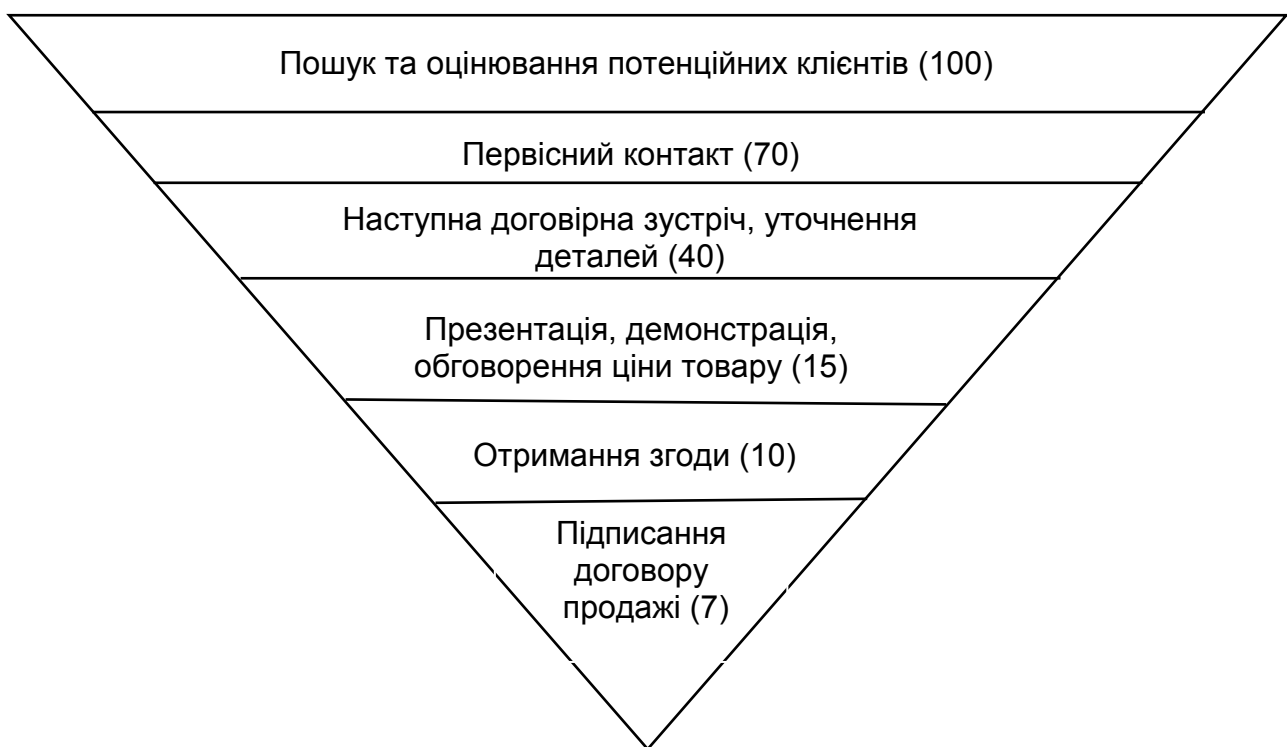 Пошук та оцінювання потенційних клієнтів (100)
Первісний контакт (70)
Наступна договірна зустріч, уточнення
деталей (40)
Презентація, демонстрація,
обговорення ціни товару (15)
Отримання згоди (10)
Підписання
договору
продажі (7)